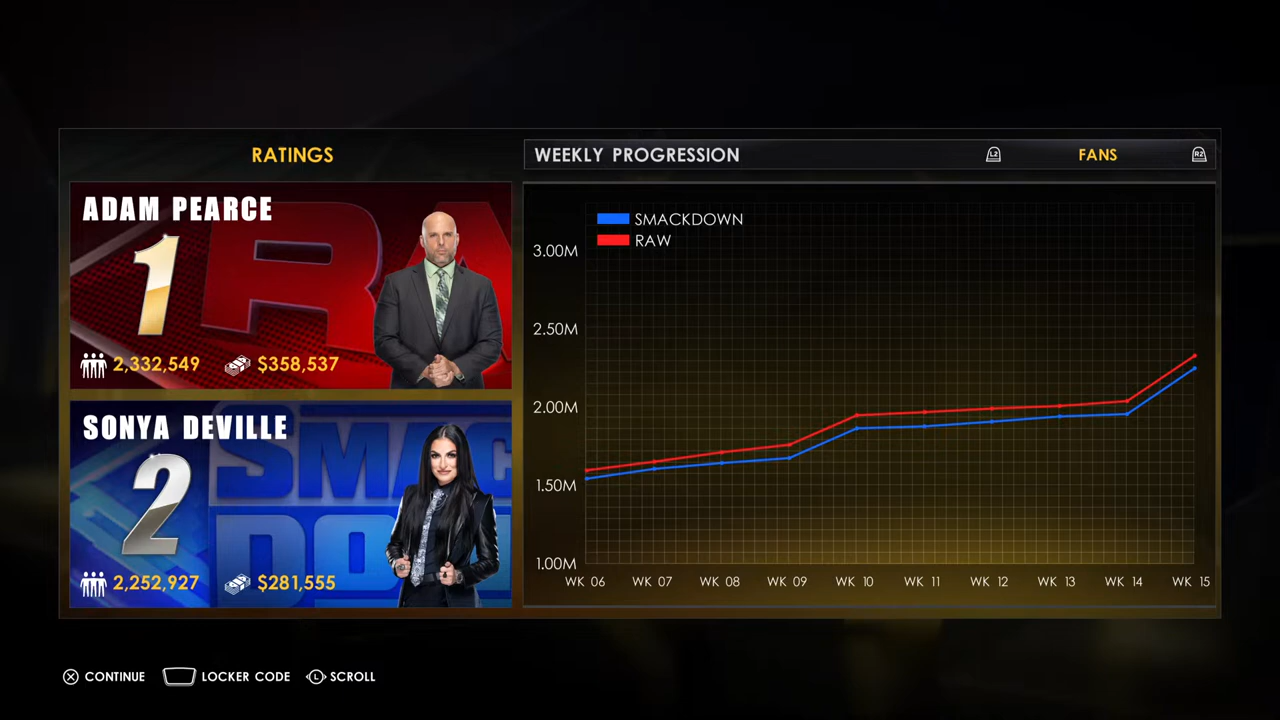 RATINGS
ADAM PEARCE
1
2,332,549 $358,537
SONYA DEVILLE
2
2,252,927 $281,555
WEEKLY PROGRESSION L2 FANS R2
SMACKDOWN
RAW
3.00M
2.50M
2.00M
1.50M
1.00M
WK 06 WK 07 WK 08 WK 09 WK 10 WK 11 WK 12 WK 13 WK 14 WK 15
CONTINUE LOCKER CODE L SCROLL